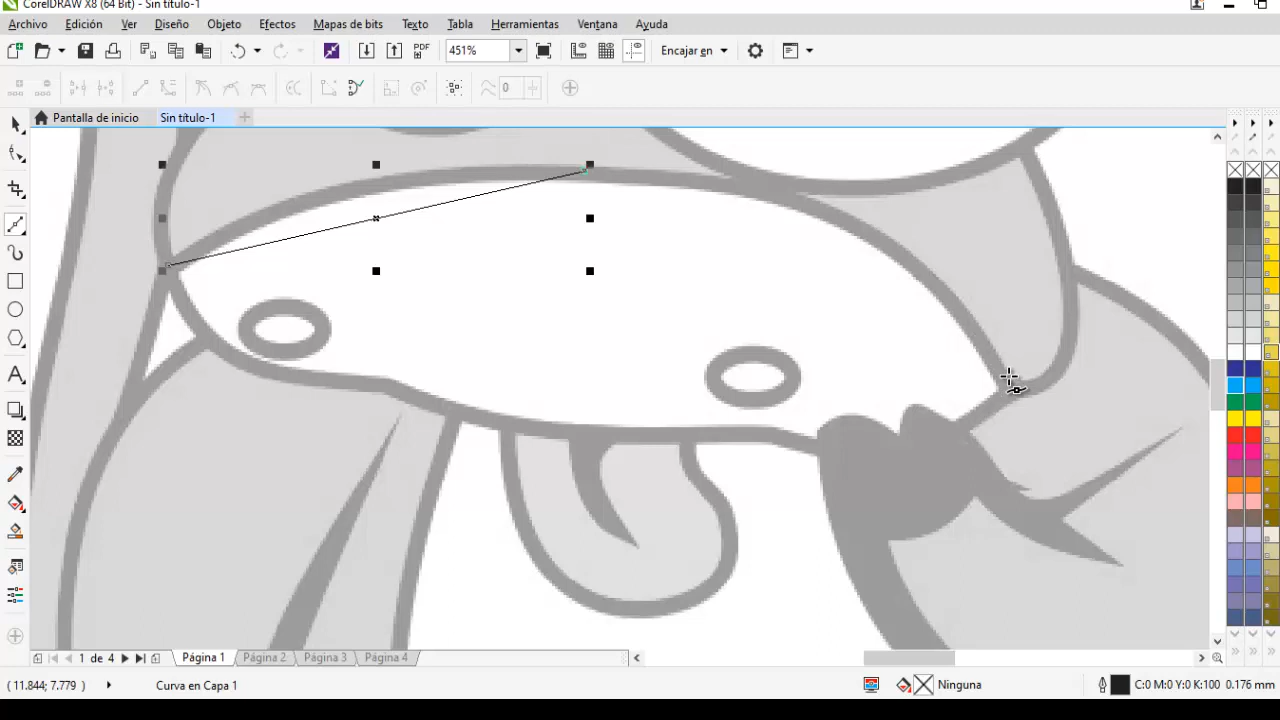 CorelDRAW X8 (64 Bit) - Sin título-1
Archivo Edición Ver Diseño Objeto Efectos Mapas de bits Texto Tabla Herramientas Ventana Ayuda
PDF 451% Encajar en
0
Pantalla de inicio Sin título-1
A
1 de 4 Página 1 Página 2 Página 3 Página 4
( 11.844; 7.779 ) Curva en Capa 1 Ninguna C:0 M:0 Y:0 K:100 0.176 mm